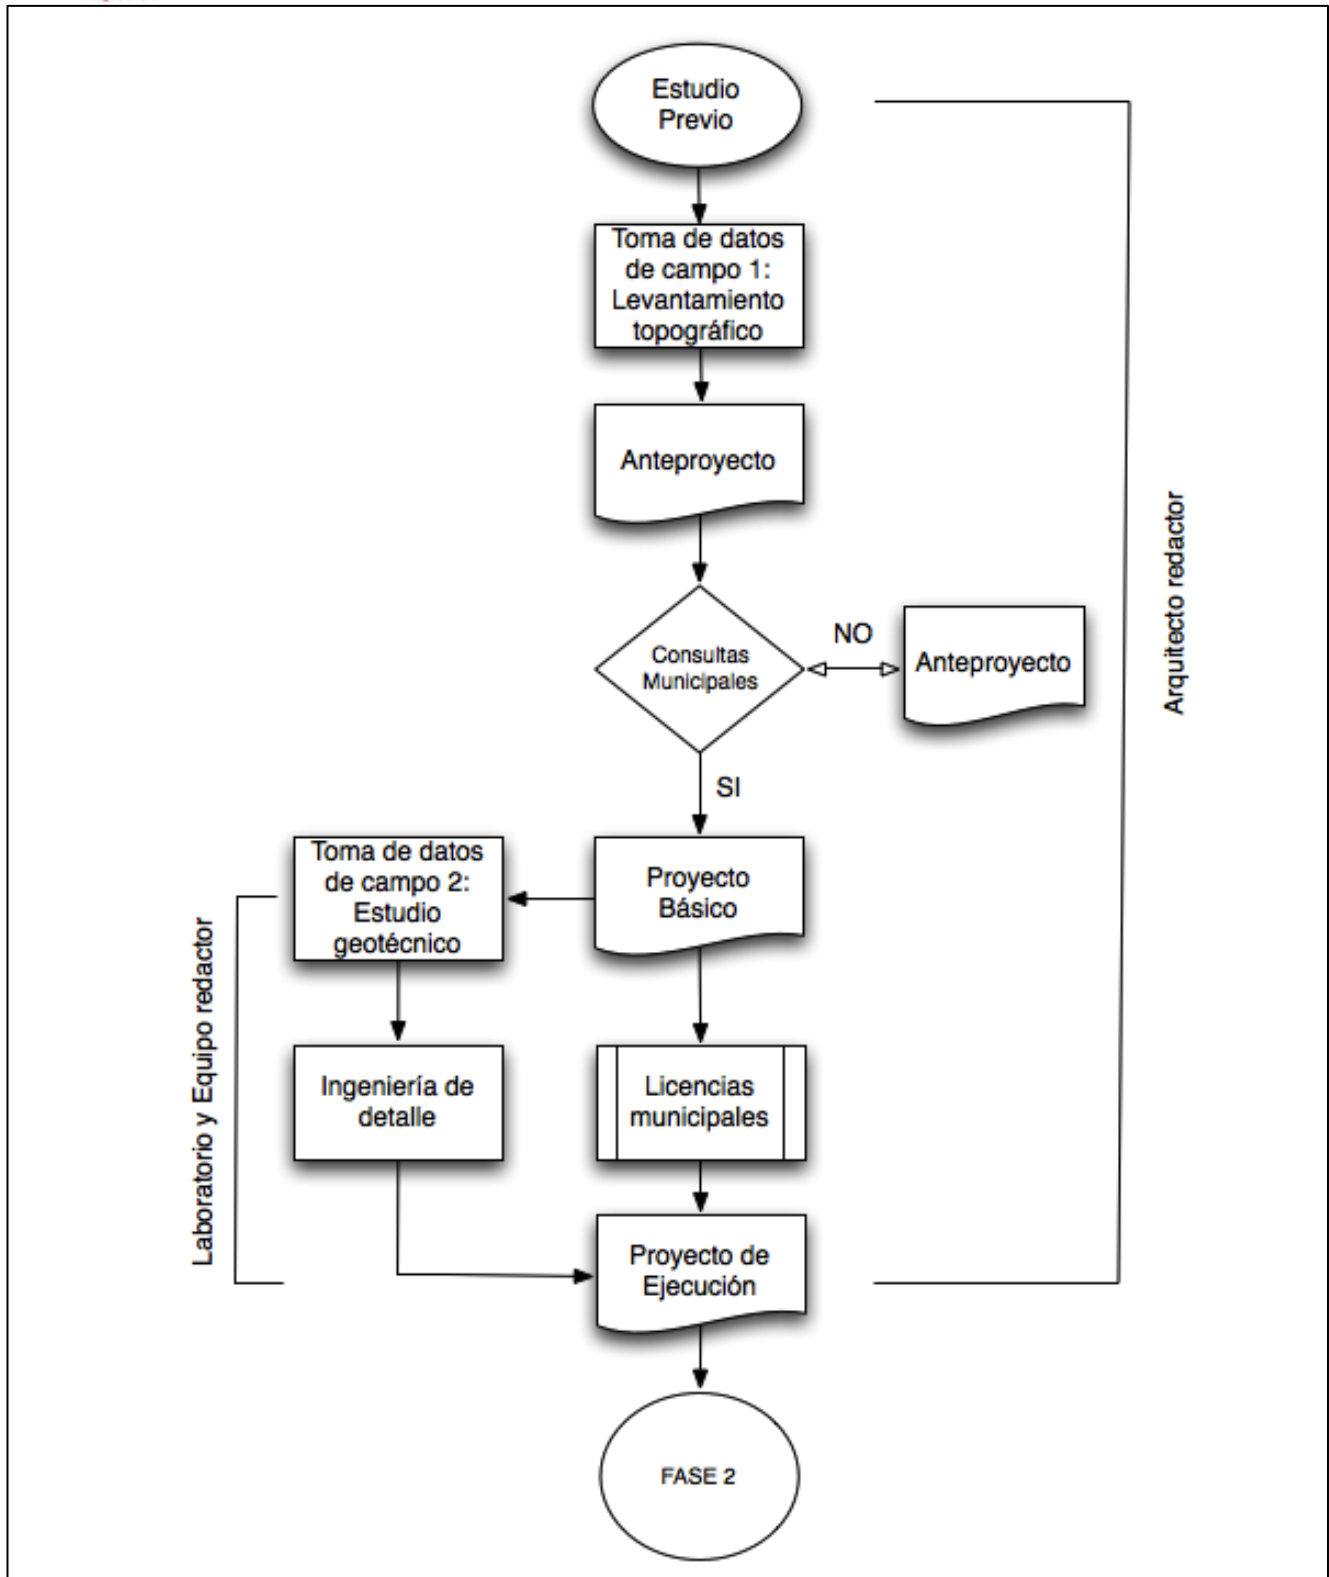 Estudio
Previo
Toma de datos
de campo 1:
Levantamiento
topográfico
Anteproyecto
Consultas
Municipales
NO
Anteproyecto
SI
Arquitecto redactor
Toma de datos
de campo 2:
Estudio
geotécnico
Proyecto
Básico
Laboratorio y Equipo redactor
Ingeniería de
detalle
Licencias
municipales
Proyecto de
Ejecución
FASE 2